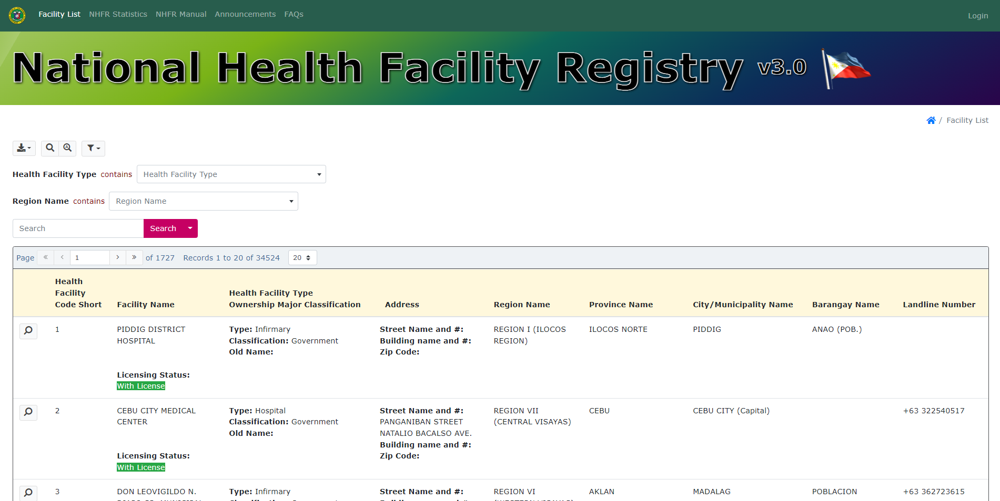 Facility List NHFR Statistics NHFR Manual Announcements FAQs Login
National Health Facility Registry v3.0
/ Facility List
Health Facility Type contains Health Facility Type
Region Name contains Region Name
Search Search
Page « ‹ 1 › » of 1727 Records 1 to 20 of 34524 20
Health
Facility Health Facility Type
Code Short Facility Name Ownership Major Classification Address Region Name Province Name City/Municipality Name Barangay Name Landline Number
1 PIDDIG DISTRICT Type: Infirmary Street Name and #: REGION I (ILOCOS ILOCOS NORTE PIDDIG ANAO (POB.)
HOSPITAL Classification: Government Building name and #: REGION)
Old Name: Zip Code:
Licensing Status:
With License
2 CEBU CITY MEDICAL Type: Hospital Street Name and #: REGION VII CEBU CEBU CITY (Capital) +63 322540517
CENTER Classification: Government PANGANIBAN STREET (CENTRAL VISAYAS)
Old Name: NATALIO BACALSO AVE.
Building name and #:
Licensing Status: Zip Code:
With License
3 DON LEOVIGILDO N. Type: Infirmary Street Name and #: REGION VI AKLAN MADALAG POBLACION +63 362723615